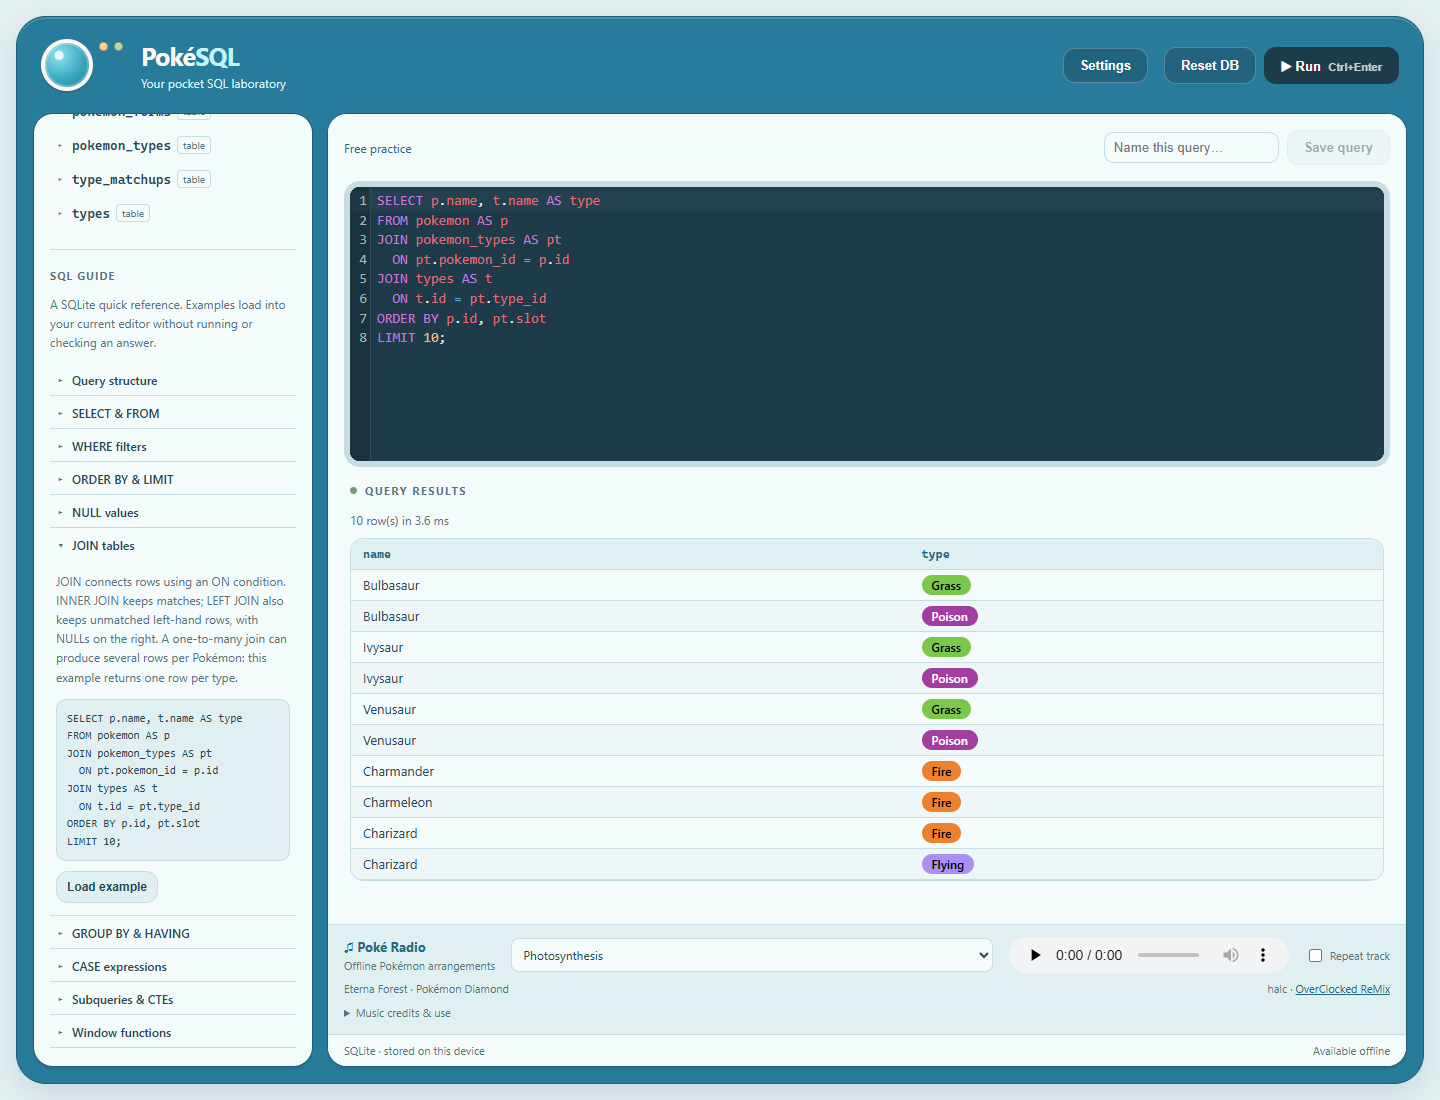 PokéSQL
Your pocket SQL laboratory
Settings
Reset DB
▶ Run Ctrl+Enter
pokemon_forms table
pokemon_types table
type_matchups table
types table
SQL GUIDE
A SQLite quick reference. Examples load into
your current editor without running or
checking an answer.
Query structure
SELECT & FROM
WHERE filters
ORDER BY & LIMIT
NULL values
JOIN tables
JOIN connects rows using an ON condition.
INNER JOIN keeps matches; LEFT JOIN also
keeps unmatched left-hand rows, with
NULLs on the right. A one-to-many join can
produce several rows per Pokémon: this
example returns one row per type.
SELECT p.name, t.name AS type
FROM pokemon AS p
JOIN pokemon_types AS pt
  ON pt.pokemon_id = p.id
JOIN types AS t
  ON t.id = pt.type_id
ORDER BY p.id, pt.slot
LIMIT 10;
Load example
GROUP BY & HAVING
CASE expressions
Subqueries & CTEs
Window functions
Free practice
Name this query…
Save query
1 SELECT p.name, t.name AS type
2 FROM pokemon AS p
3 JOIN pokemon_types AS pt
4   ON pt.pokemon_id = p.id
5 JOIN types AS t
6   ON t.id = pt.type_id
7 ORDER BY p.id, pt.slot
8 LIMIT 10;
QUERY RESULTS
10 row(s) in 3.6 ms
name type
Bulbasaur Grass
Bulbasaur Poison
Ivysaur Grass
Ivysaur Poison
Venusaur Grass
Venusaur Poison
Charmander Fire
Charmeleon Fire
Charizard Fire
Charizard Flying
♫ Poké Radio
Offline Pokémon arrangements
Photosynthesis
0:00 / 0:00
Repeat track
Eterna Forest · Pokémon Diamond
halc · OverClocked ReMix
Music credits & use
SQLite · stored on this device
Available offline